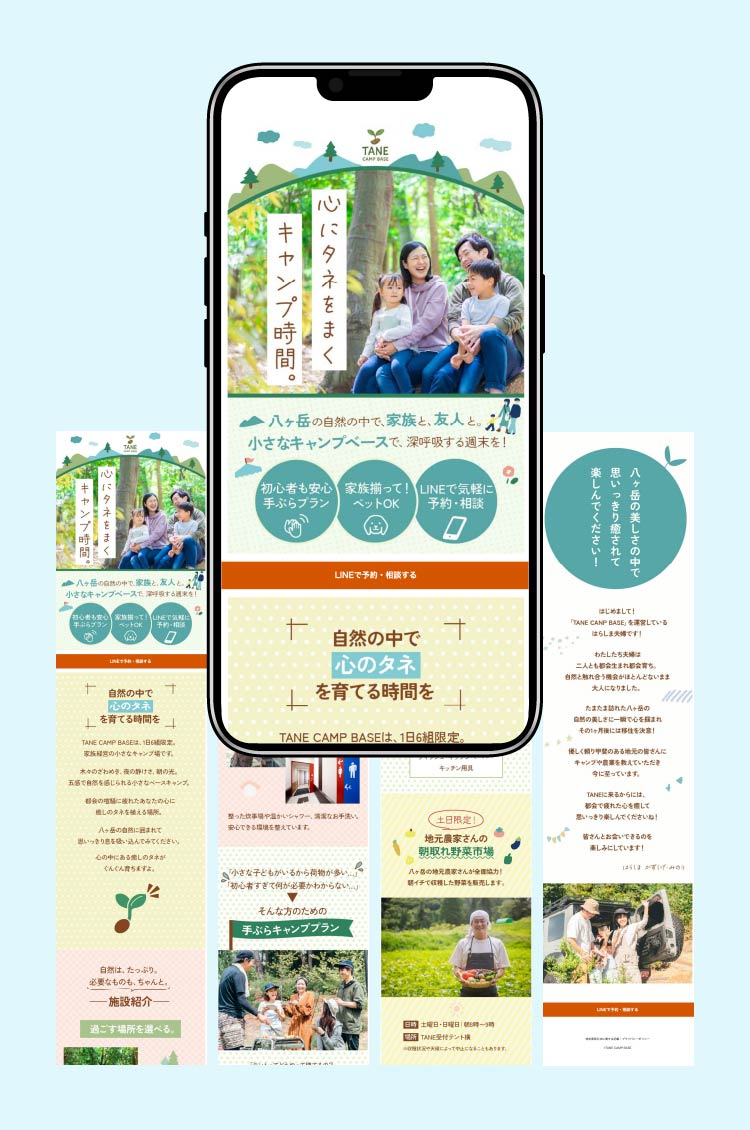 TANE
CAMP BASE
心にタネをまく
キャンプ時間。
八ヶ岳の自然の中で、家族と、友人と。
小さなキャンプベースで、深呼吸する週末を！
初心者も安心
手ぶらプラン
家族揃って！
ペットOK
LINEで気軽に
予約・相談
LINEで予約・相談する
自然の中で
心のタネ
を育てる時間を
TANE CAMP BASEは、1日6組限定。
TANE
CAMP BASE
心にタネをまく
キャンプ時間。
八ヶ岳の自然の中で、家族と、友人と。
小さなキャンプベースで、深呼吸する週末を！
初心者も安心
手ぶらプラン
家族揃って！
ペットOK
LINEで気軽に
予約・相談
LINEで予約・相談する
自然の中で
心のタネ
を育てる時間を
TANE CAMP BASEは、1日6組限定。
家族経営の小さなキャンプ場です。
木々のざわめき、夜の静けさ、朝の光。
五感で自然を感じられる小さなベースキャンプ。
都会の喧騒に疲れたあなたの心に
癒しのタネを植える場所。
八ヶ岳の自然に囲まれて
思いっきり息を吸い込んでみてください。
心の中にある癒しのタネが
ぐんぐん育ちますよ。
自然は、たっぷり。
必要なものも、ちゃんと。
施設紹介
過ごす場所を選べる。
整った炊事場や温かいシャワー、清潔なお手洗い。
安心できる環境を整えています。
「小さな子どもがいるから荷物が多い…」
「初心者すぎて何が必要かわからない…」
そんな方のための
手ぶらキャンププラン
キッチン用具
土日限定！
地元農家さんの
朝取れ野菜市場
八ヶ岳の地元農家さんが全面協力！
朝イチで収穫した野菜を販売します。
日時 土曜日・日曜日｜朝8時〜9時
場所 TANE受付テント横
※収穫状況や天候によって中止になることもあります。
八ヶ岳の美しさの中で
思いっきり癒されて
楽しんでください！
はじめまして！
「TANE CANP BASE」を運営している
はらしま夫婦です！
わたしたち夫婦は
二人とも都会生まれ都会育ち。
自然と触れ合う機会がほとんどないまま
大人になりました。
たまたま訪れた八ヶ岳の
自然の美しさに一瞬で心を掴まれ
その1ヶ月後には移住を決意！
優しく頼り甲斐のある地元の皆さんに
キャンプや農業を教えていただき
今に至っています。
TANEに来るからには、
都会で疲れた心を癒して
思いっきり楽しんでくださいね！
皆さんとお会いできるのを
楽しみにしています！
はらしま かずしげ・みのり
LINEで予約・相談する